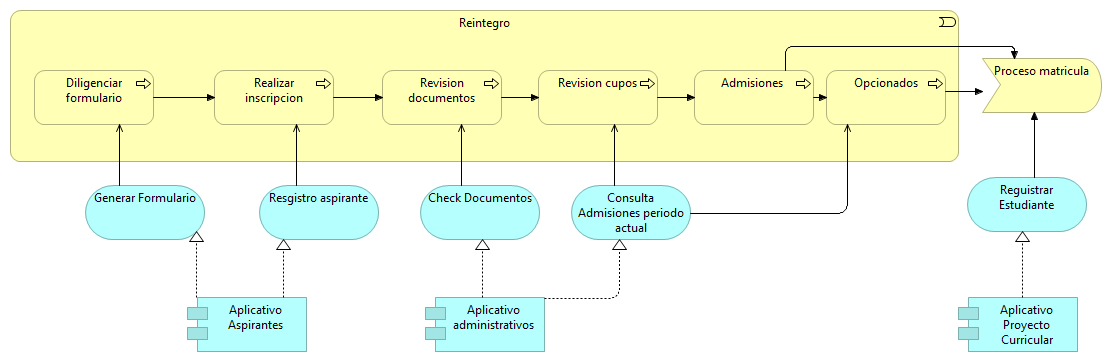 Reintegro
Diligenciar
formulario
Realizar
inscripcion
Revision
documentos
Revision cupos
Admisiones
Opcionados
Proceso matricula
Generar Formulario
Resgistro aspirante
Check Documentos
Consulta
Admisiones periodo
actual
Reguistrar
Estudiante
Aplicativo
Aspirantes
Aplicativo
administrativos
Aplicativo
Proyecto
Curricular